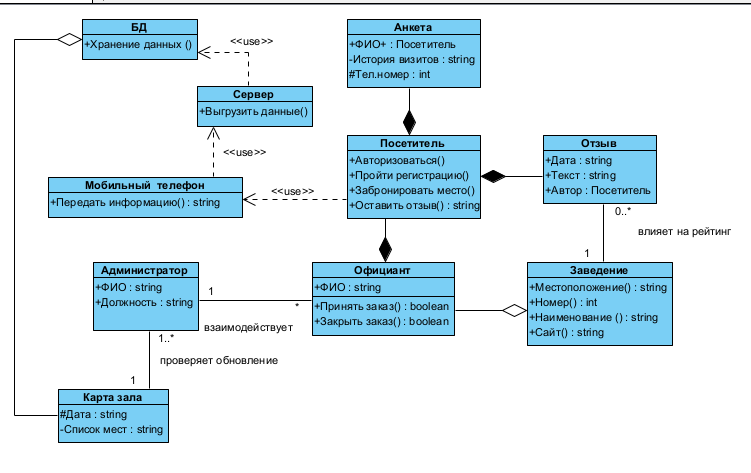 БД
+Хранение данных ()
<<use>>
Анкета
+ФИО+ : Посетитель
-История визитов : string
#Тел.номер : int
Сервер
+Выгрузить данные()
<<use>>
Посетитель
+Авторизоваться()
+Пройти регистрацию()
+Забронировать место()
+Оставить отзыв() : string
Отзыв
+Дата : string
+Текст : string
+Автор : Посетитель
Мобильный телефон
+Передать информацию() : string
<<use>>
0..*
влияет на рейтинг
1
Администратор
+ФИО : string
+Должность : string
1
*
взаимодействует
Официант
+ФИО : string
+Принять заказ() : boolean
+Закрыть заказ() : boolean
Заведение
+Местоположение() : string
+Номер() : int
+Наименование () : string
+Сайт() : string
1..*
проверяет обновление
1
Карта зала
#Дата : string
-Список мест : string